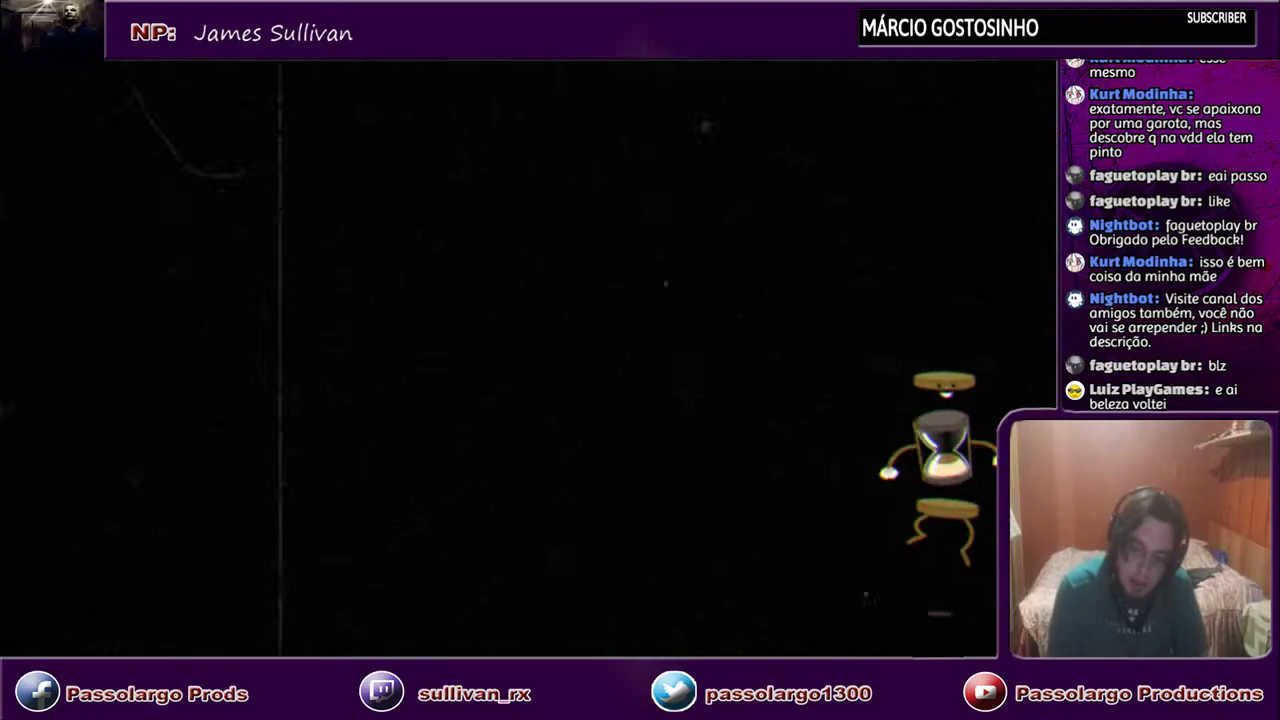 NP: James Sullivan
MÁRCIO GOSTOSINHO
SUBSCRIBER
Kurt Modinha: esse
mesmo
Kurt Modinha:
exatamente, vc se apaixona
por uma garota, mas
descobre q na vdd ela tem
pinto
faguetoplay br: eai passo
faguetoplay br: like
Nightbot: faguetoplay br
Obrigado pelo Feedback!
Kurt Modinha: isso é bem
coisa da minha mãe
Nightbot: Visite canal dos
amigos também, você não
vai se arrepender ;) Links na
descrição.
faguetoplay br: blz
Luiz PlayGames: e ai
beleza voltei
Passolargo Prods
sullivan_rx
passolargo1300
Passolargo Productions